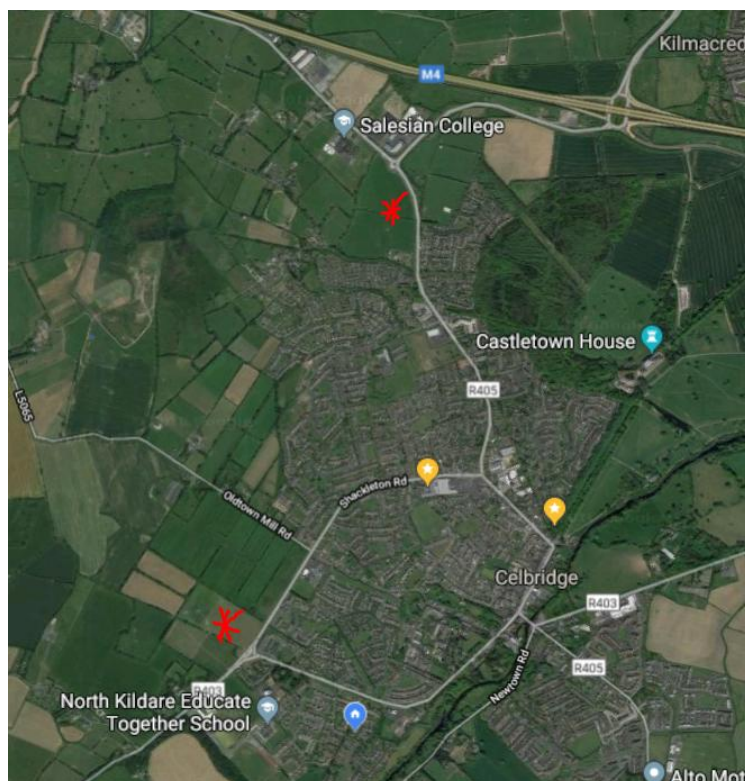 Kilmacred
M4
Salesian College
Castletown House
R405
L5065
Shackleton Rd
Oldtown Mill Rd
Celbridge
R403
R405
Newtown Rd
R403
North Kildare Educate
Together School
Alto Mo